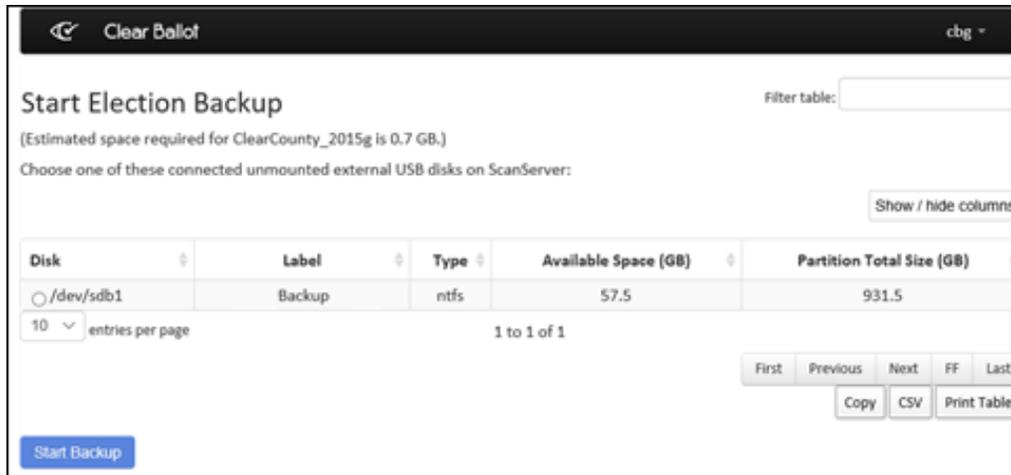 Clear Ballot cbg
Start Election Backup Filter table:
(Estimated space required for ClearCounty_2015g is 0.7 GB.)
Choose one of these connected unmounted external USB disks on ScanServer:
Show / hide columns
Disk Label Type Available Space (GB) Partition Total Size (GB)
/dev/sdb1 Backup ntfs 57.5 931.5
10 entries per page 1 to 1 of 1
First Previous Next FF Last
Copy CSV Print Table
Start Backup